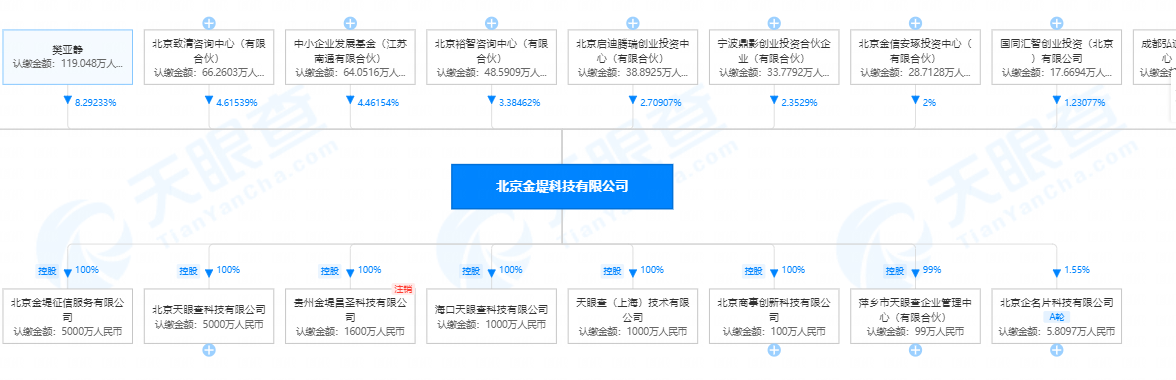 樊亚静
认缴金额：119.048万人...
北京致清咨询中心（有限
合伙）
认缴金额：66.2603万人...
中小企业发展基金（江苏
南通有限合伙）
认缴金额：64.0516万人...
北京裕智咨询中心（有限
合伙）
认缴金额：48.5909万人...
北京启迪腾瑞创业投资中
心（有限合伙）
认缴金额：38.8925万人...
宁波鼎影创业投资合伙企
业（有限合伙）
认缴金额：33.7792万人...
北京金信安琢投资中心（
有限合伙）
认缴金额：28.7128万人...
国同汇智创业投资（北京
）有限公司
认缴金额：17.6694万人...
成都弘
心
认缴金额
8.29233%
4.61539%
4.46154%
3.38462%
2.70907%
2.3529%
2%
1.23077%
天眼查
TianYanCha.com
天眼查
TianYanCha.com
天眼查
TianYanCha.com
北京金堤科技有限公司
控股 100%
控股 100%
控股 100%
控股 100%
控股 100%
控股 100%
控股 99%
1.55%
北京金堤征信服务有限公
司
认缴金额：5000万人民币
北京天眼查科技有限公司
认缴金额：5000万人民币
注销
贵州金堤昌圣科技有限公
司
认缴金额：1600万人民币
海口天眼查科技有限公司
认缴金额：1000万人民币
天眼查（上海）技术有限
公司
认缴金额：1000万人民币
北京商事创新科技有限公
司
认缴金额：100万人民币
萍乡市天眼查企业管理中
心（有限合伙）
认缴金额：99万人民币
北京企名片科技有限公司
A轮
认缴金额：5.8097万人民币